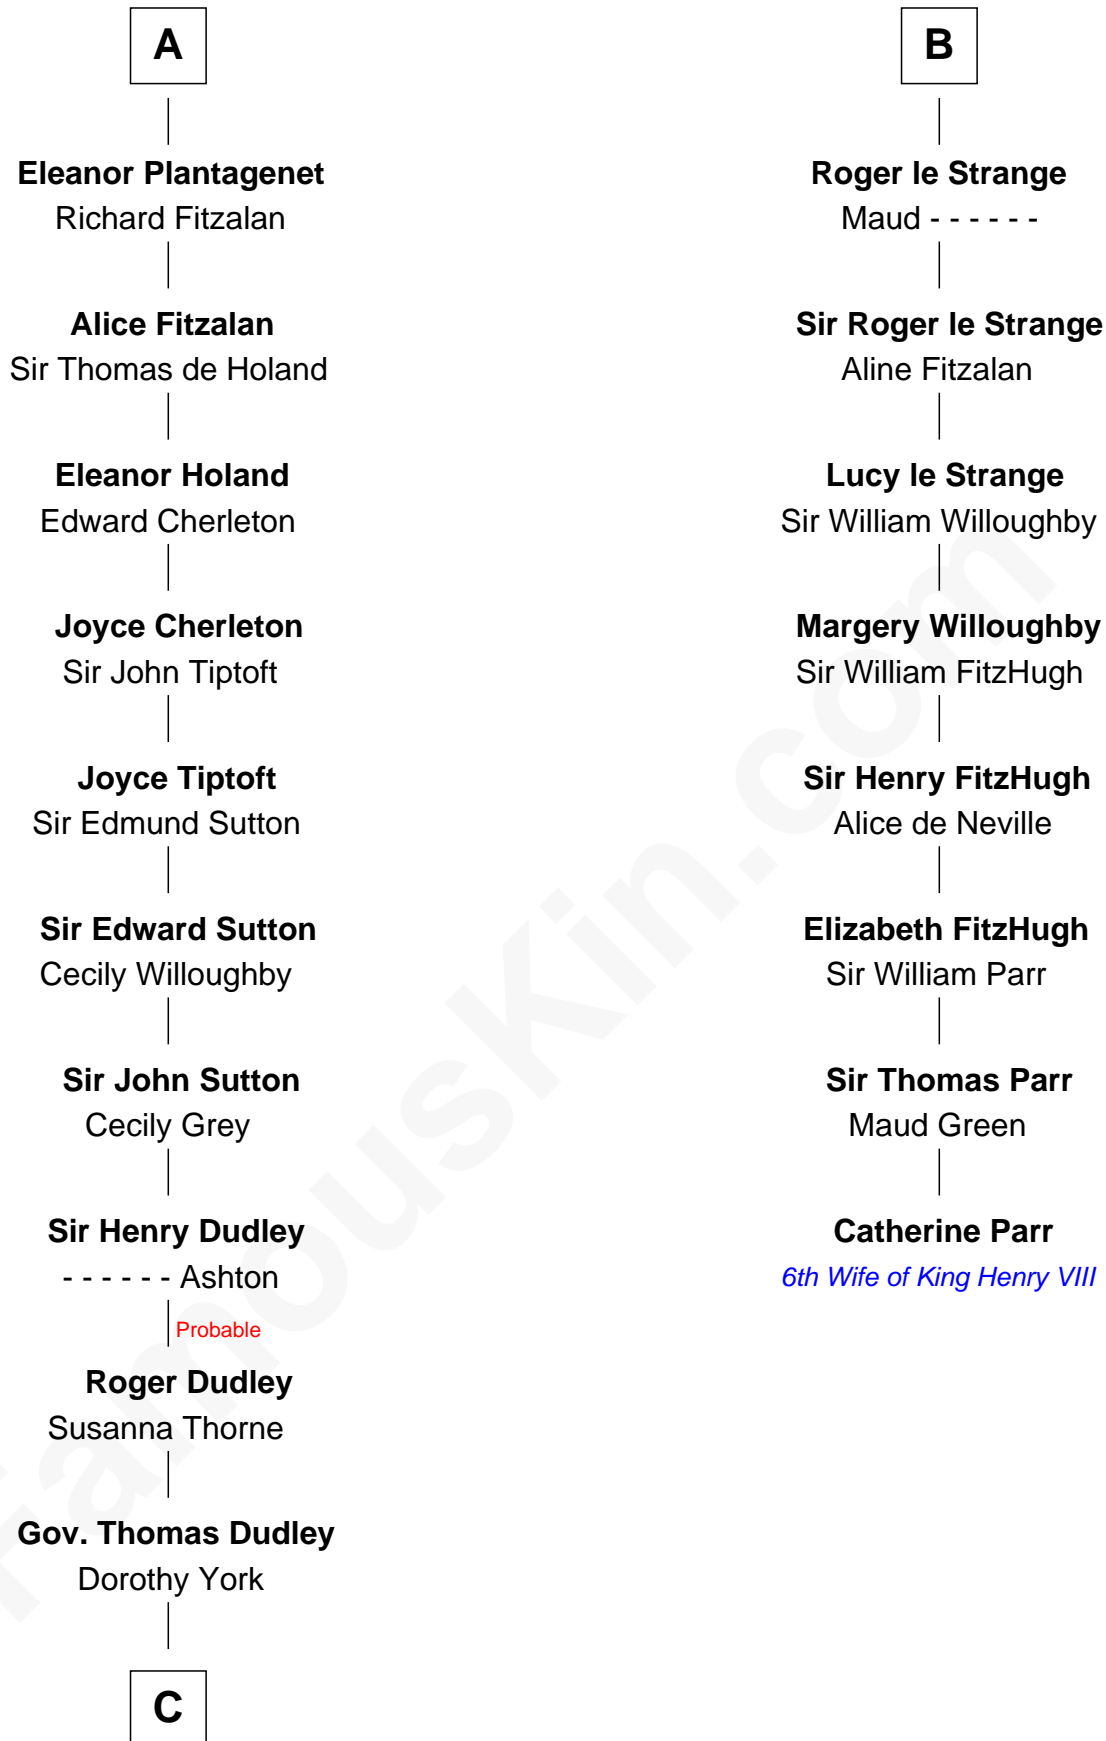 A
Eleanor Plantagenet
Richard Fitzalan
Alice Fitzalan
Sir Thomas de Holand
Eleanor Holand
Edward Cherleton
Joyce Cherleton
Sir John Tiptoft
Joyce Tiptoft
Sir Edmund Sutton
Sir Edward Sutton
Cecily Willoughby
Sir John Sutton
Cecily Grey
Sir Henry Dudley
- - - - - - Ashton
Probable
Roger Dudley
Susanna Thorne
Gov. Thomas Dudley
Dorothy York
C
B
Roger le Strange
Maud - - - - - -
Sir Roger le Strange
Aline Fitzalan
Lucy le Strange
Sir William Willoughby
Margery Willoughby
Sir William FitzHugh
Sir Henry FitzHugh
Alice de Neville
Elizabeth FitzHugh
Sir William Parr
Sir Thomas Parr
Maud Green
Catherine Parr
6th Wife of King Henry VIII
FamousKin.com